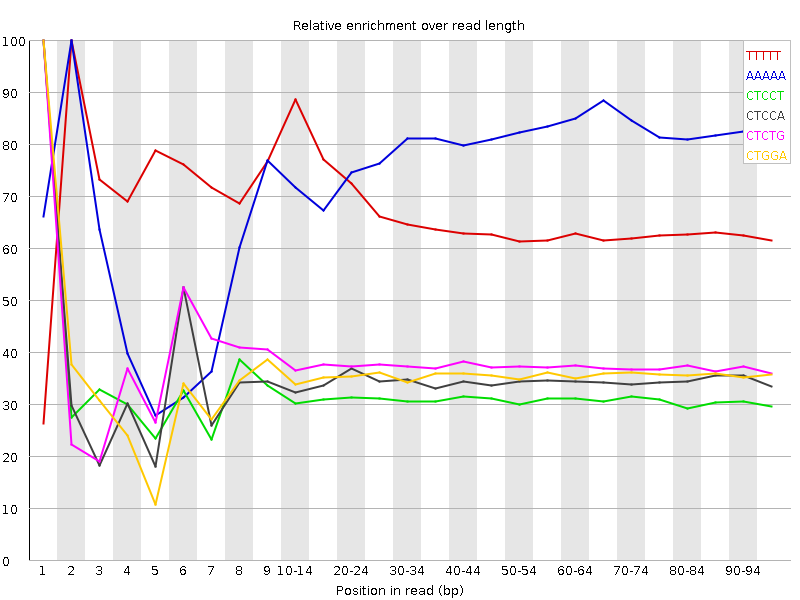 Relative enrichment over read length
100
90
80
70
60
50
40
30
20
10
0
TTTTT
AAAAA
CTCCT
CTCCA
CTCTG
CTGGA
1 2 3 4 5 6 7 8 9 10-14 20-24 30-34 40-44 50-54 60-64 70-74 80-84 90-94
Position in read (bp)